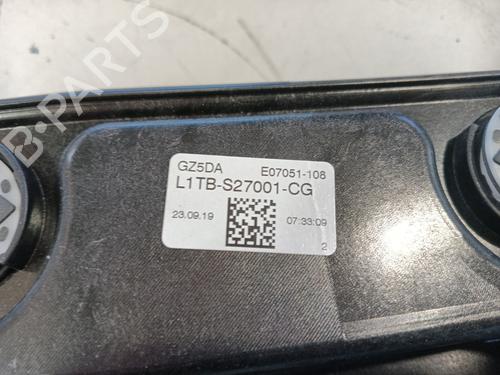 B-PARTS
GZ5DA E07051-108
L1TB-S27001-CG
23.09.19 07:33:09
2